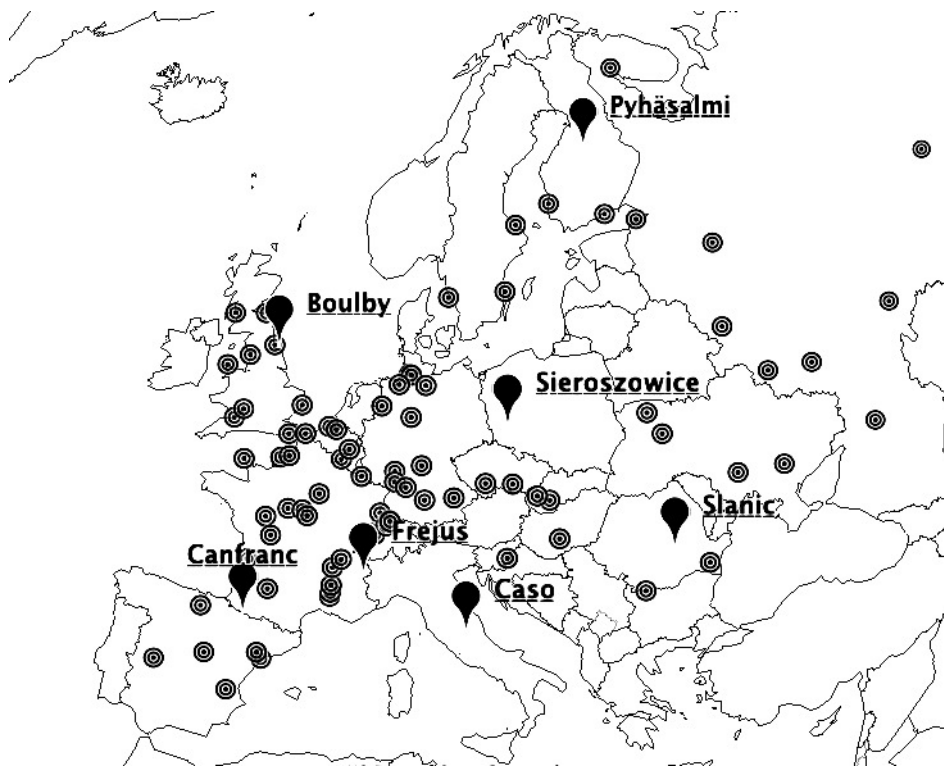 Pyhäsalmi
Boulby
Sieroszowice
Slanic
Frejus
Canfranc
Caso